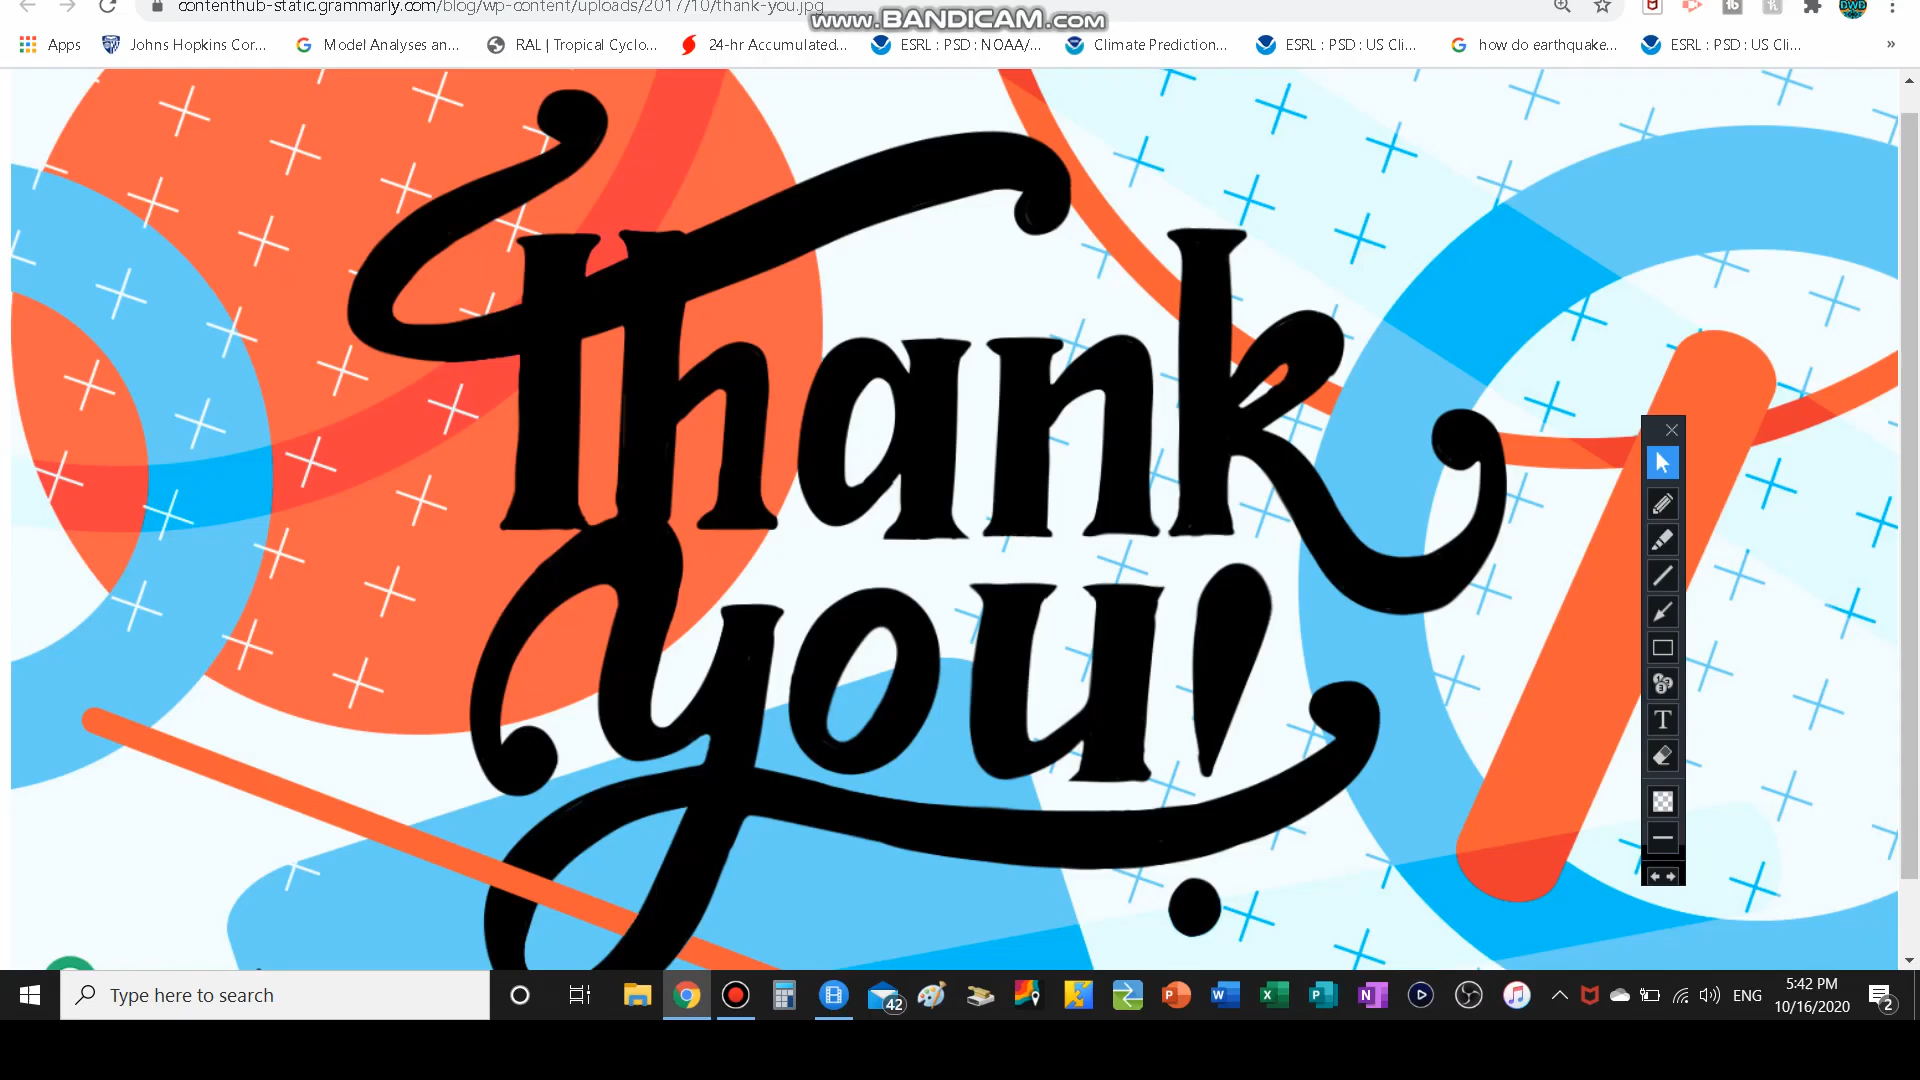 contenthub-static.grammarly.com/blog/wp-content/uploads/2017/10/thank-you.jpg
www.BANDICAM.com
Apps
Johns Hopkins Cor...
Model Analyses an...
RAL | Tropical Cyclo...
24-hr Accumulated...
ESRL : PSD : NOAA/...
Climate Prediction...
ESRL : PSD : US Cli...
how do earthquake...
ESRL : PSD : US Cli...
»
Thank
you!
T
Type here to search
42
ENG
5:42 PM
10/16/2020
2